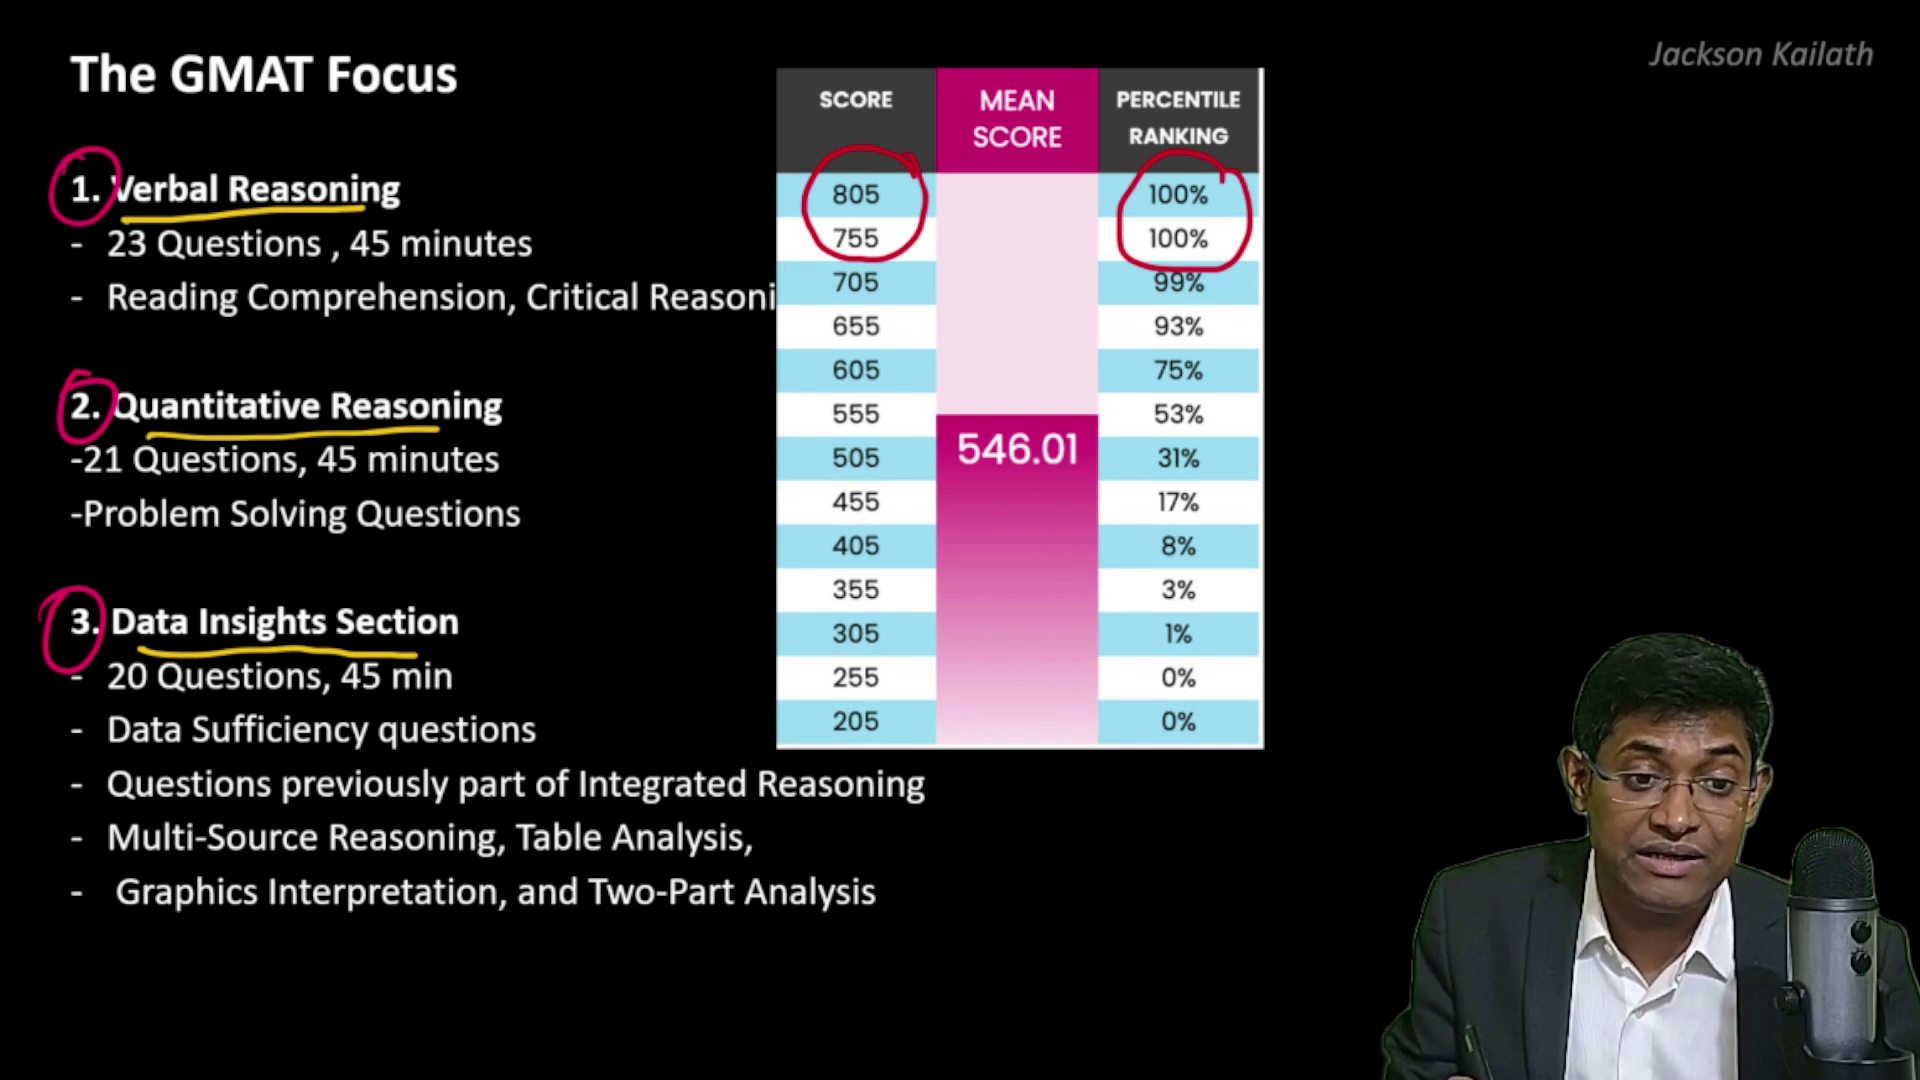 Jackson Kailath
The GMAT Focus
1. Verbal Reasoning
- 23 Questions , 45 minutes
- Reading Comprehension, Critical Reasoni
2. Quantitative Reasoning
-21 Questions, 45 minutes
-Problem Solving Questions
3. Data Insights Section
- 20 Questions, 45 min
- Data Sufficiency questions
- Questions previously part of Integrated Reasoning
- Multi-Source Reasoning, Table Analysis,
- Graphics Interpretation, and Two-Part Analysis
SCORE MEAN SCORE PERCENTILE RANKING
805 100%
755 100%
705 99%
655 93%
605 75%
555 53%
546.01
505 31%
455 17%
405 8%
355 3%
305 1%
255 0%
205 0%